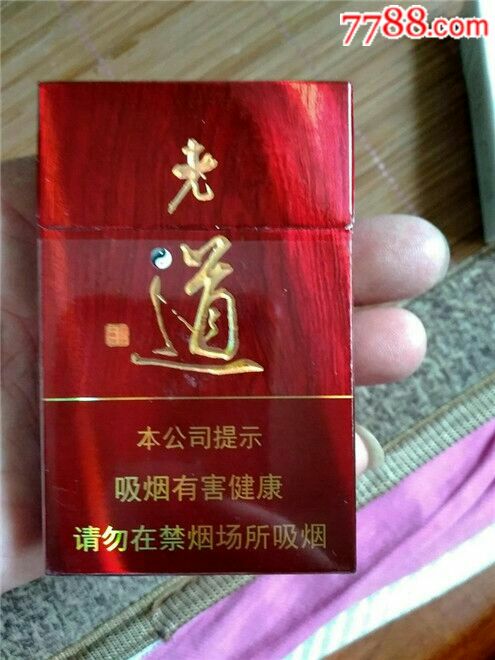 7788.com
老
道
本公司提示
吸烟有害健康
请勿在禁烟场所吸烟